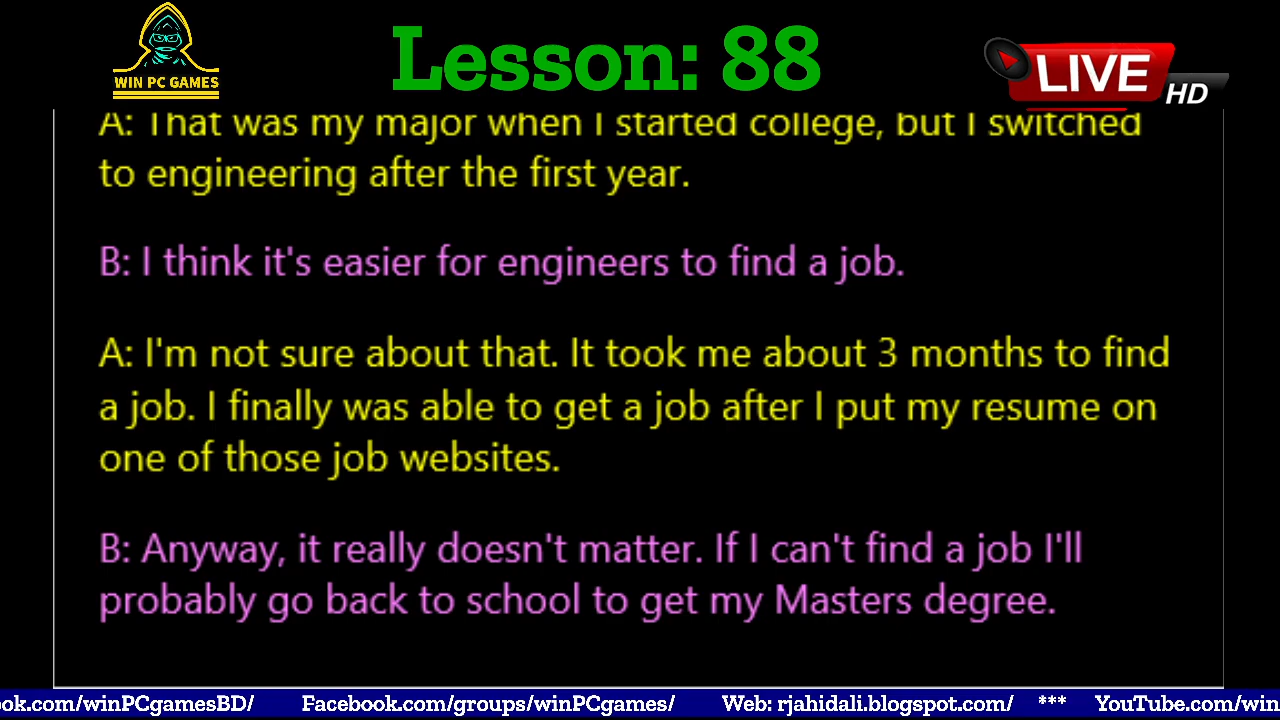 Lesson: 88
WIN PC GAMES
LIVE
HD
A: That was my major when I started college, but I switched
to engineering after the first year.
B: I think it's easier for engineers to find a job.
A: I'm not sure about that. It took me about 3 months to find
a job. I finally was able to get a job after I put my resume on
one of those job websites.
B: Anyway, it really doesn't matter. If I can't find a job I'll
probably go back to school to get my Masters degree.
ook.com/winPCgamesBD/ Facebook.com/groups/winPCgames/ Web: rjahidali.blogspot.com/ *** YouTube.com/win